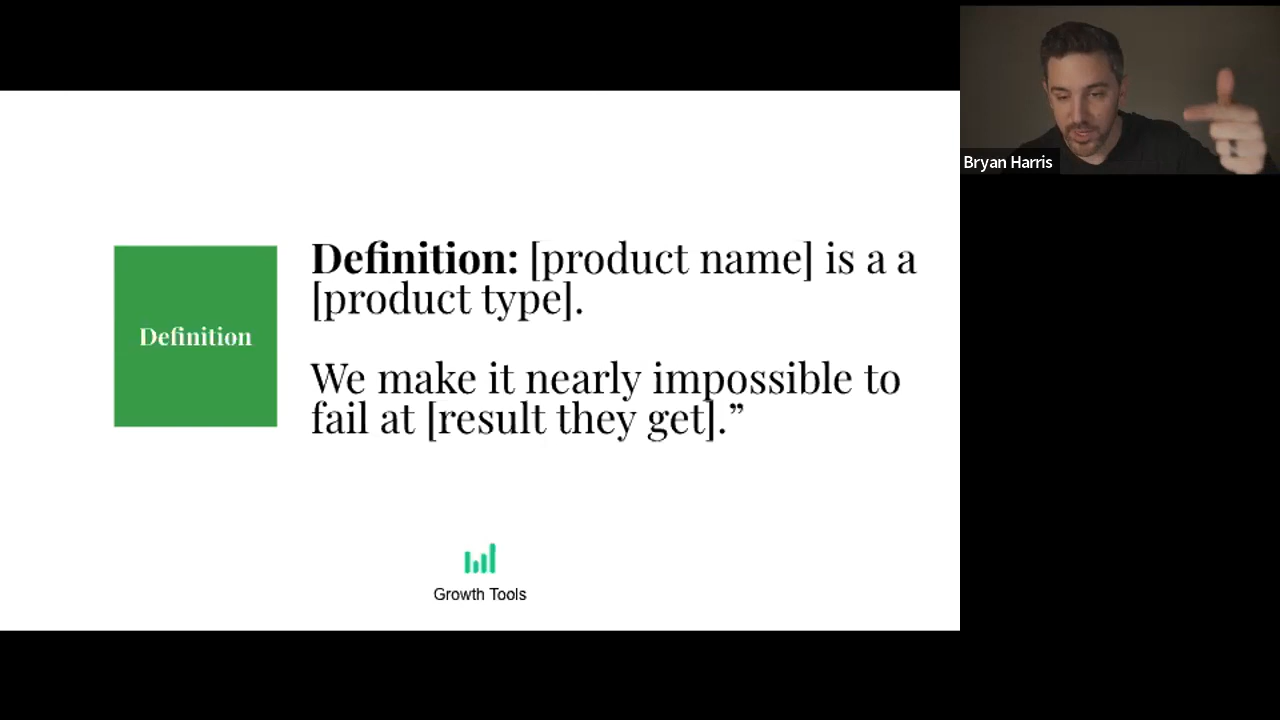 Bryan Harris
Definition
Definition: [product name] is a a
[product type].
We make it nearly impossible to
fail at [result they get].”
Growth Tools